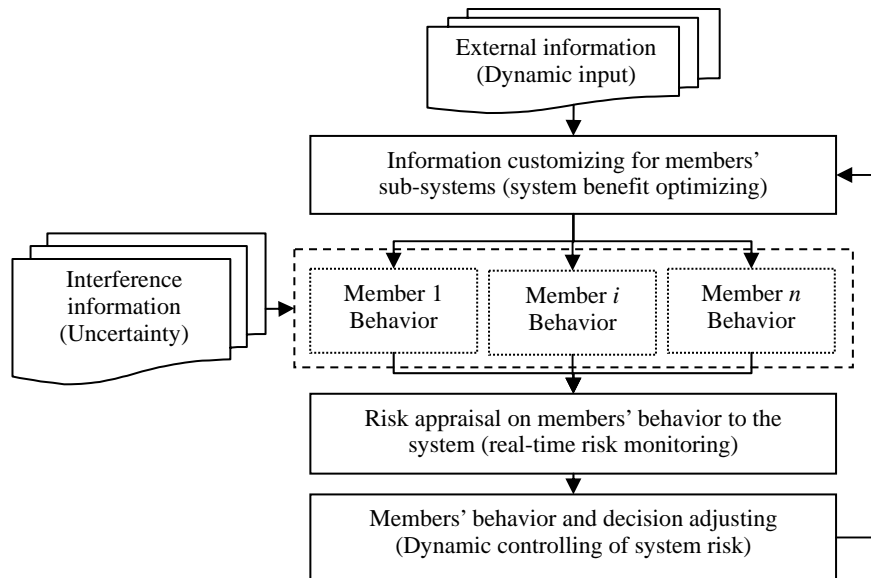 External information
(Dynamic input)
Information customizing for members’
sub-systems (system benefit optimizing)
Interference
information
(Uncertainty)
Member 1
Behavior
Member i
Behavior
Member n
Behavior
Risk appraisal on members’ behavior to the
system (real-time risk monitoring)
Members’ behavior and decision adjusting
(Dynamic controlling of system risk)